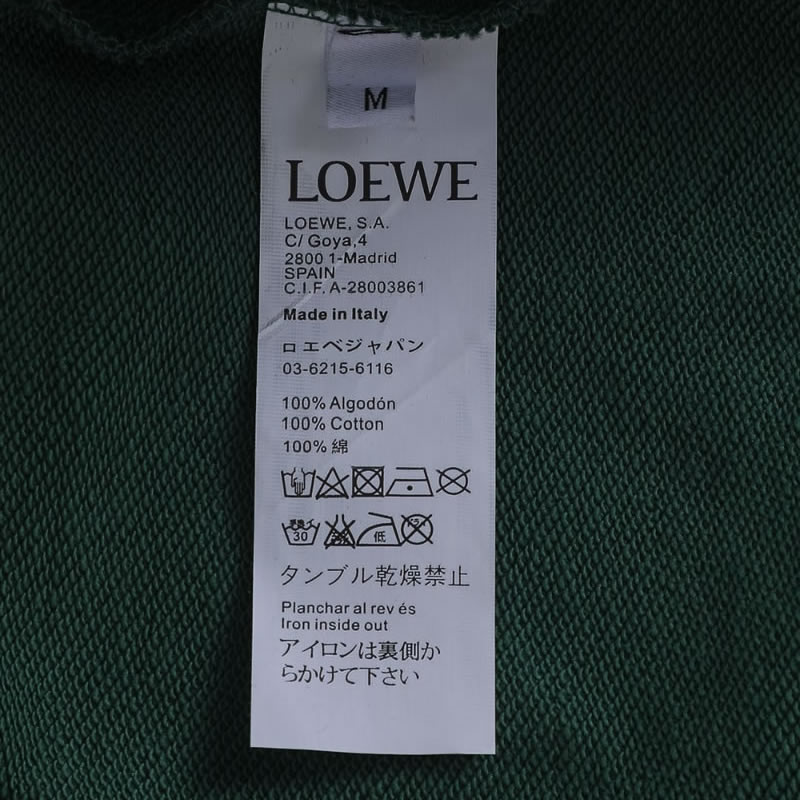 M
LOEWE
LOEWE, S.A.
C/ Goya,4
2800 1-Madrid
SPAIN
C.I.F. A-28003861
Made in Italy
ロエベジャパン
03-6215-6116
100% Algodón
100% Cotton
100% 綿
30 低
タンブル乾燥禁止
Planchar al rev és
Iron inside out
アイロンは裏側か
らかけて下さい